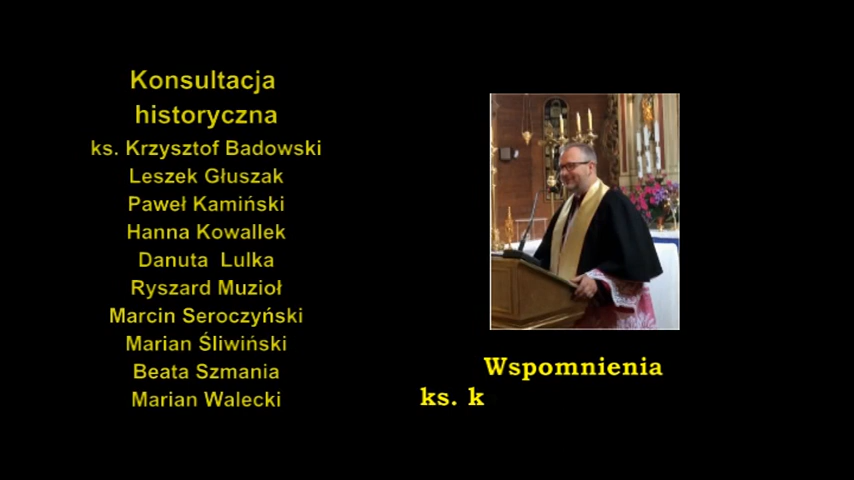 Konsultacja
historyczna
ks. Krzysztof Badowski
Leszek Głuszak
Paweł Kamiński
Hanna Kowallek
Danuta Lulka
Ryszard Muzioł
Marcin Seroczyński
Marian Śliwiński
Beata Szmania
Marian Walecki
Wspomnienia
ks. k